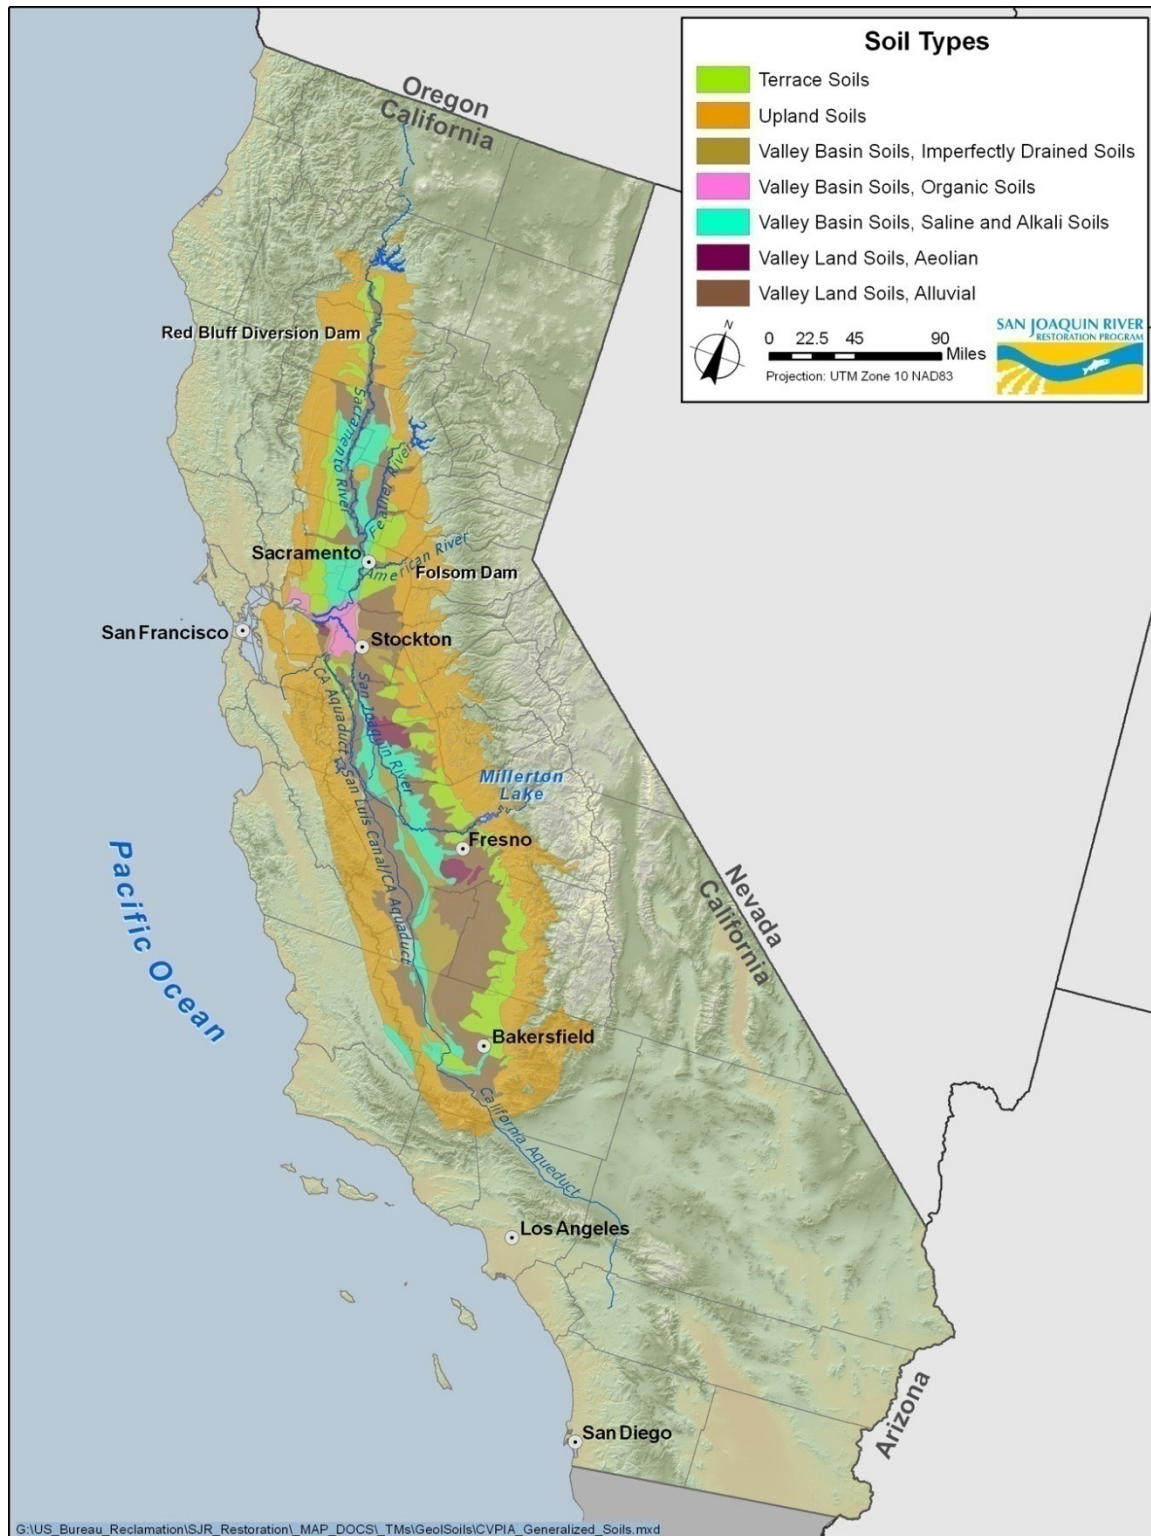 Soil Types
Terrace Soils
Upland Soils
Valley Basin Soils, Imperfectly Drained Soils
Valley Basin Soils, Organic Soils
Valley Basin Soils, Saline and Alkali Soils
Valley Land Soils, Aeolian
Valley Land Soils, Alluvial
N
0 22.5 45 90
Miles
Projection: UTM Zone 10 NAD83
SAN JOAQUIN RIVER
RESTORATION PROGRAM
Oregon
California
Red Bluff Diversion Dam
Sacramento River
Feather River
Sacramento
American River
Folsom Dam
San Francisco
Stockton
CA Aquaduct
San Joaquin River
San Luis Canal/CA Aquaduct
Millerton
Lake
Fresno
Nevada
California
Pacific Ocean
Bakersfield
California Aqueduct
Los Angeles
San Diego
Arizona
G:\US_Bureau_Reclamation\SJR_Restoration\_MAP_DOCS\_TMs\GeolSoils\CVPIA_Generalized_Soils.mxd